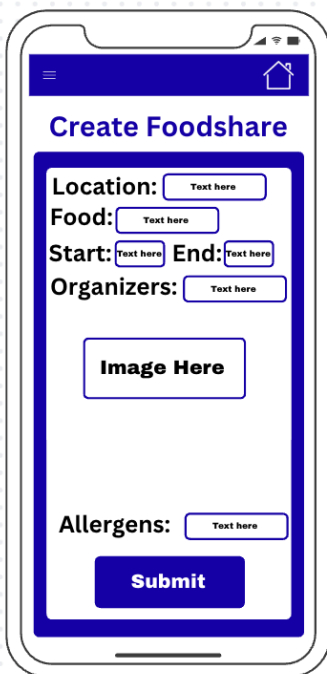 Create Foodshare
Location: Text here
Food: Text here
Start: Text here End: Text here
Organizers: Text here
Image Here
Allergens: Text here
Submit